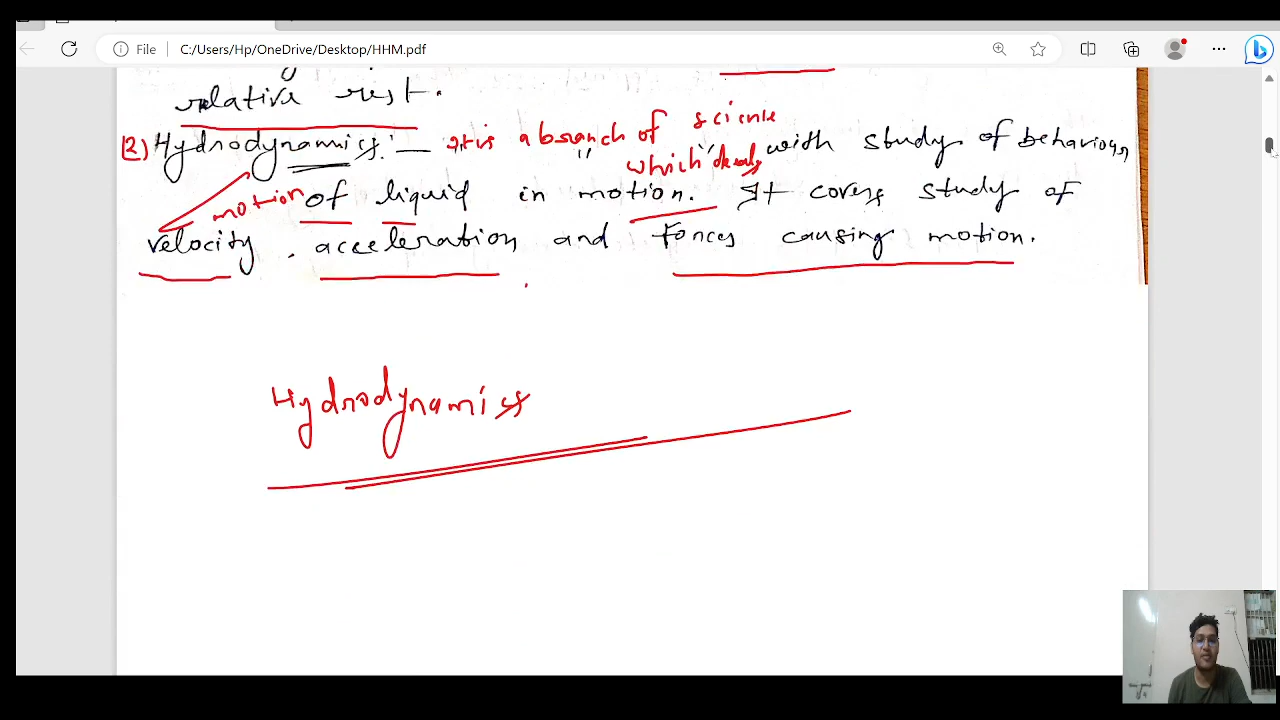 File C:/Users/Hp/OneDrive/Desktop/HHM.pdf
relative rest.
(2) Hydrodynamics:— It is a branch of science
which deals with study of behaviour
motion of liquid in motion. It covers study of
velocity, acceleration and forces causing motion.
Hydrodynamics